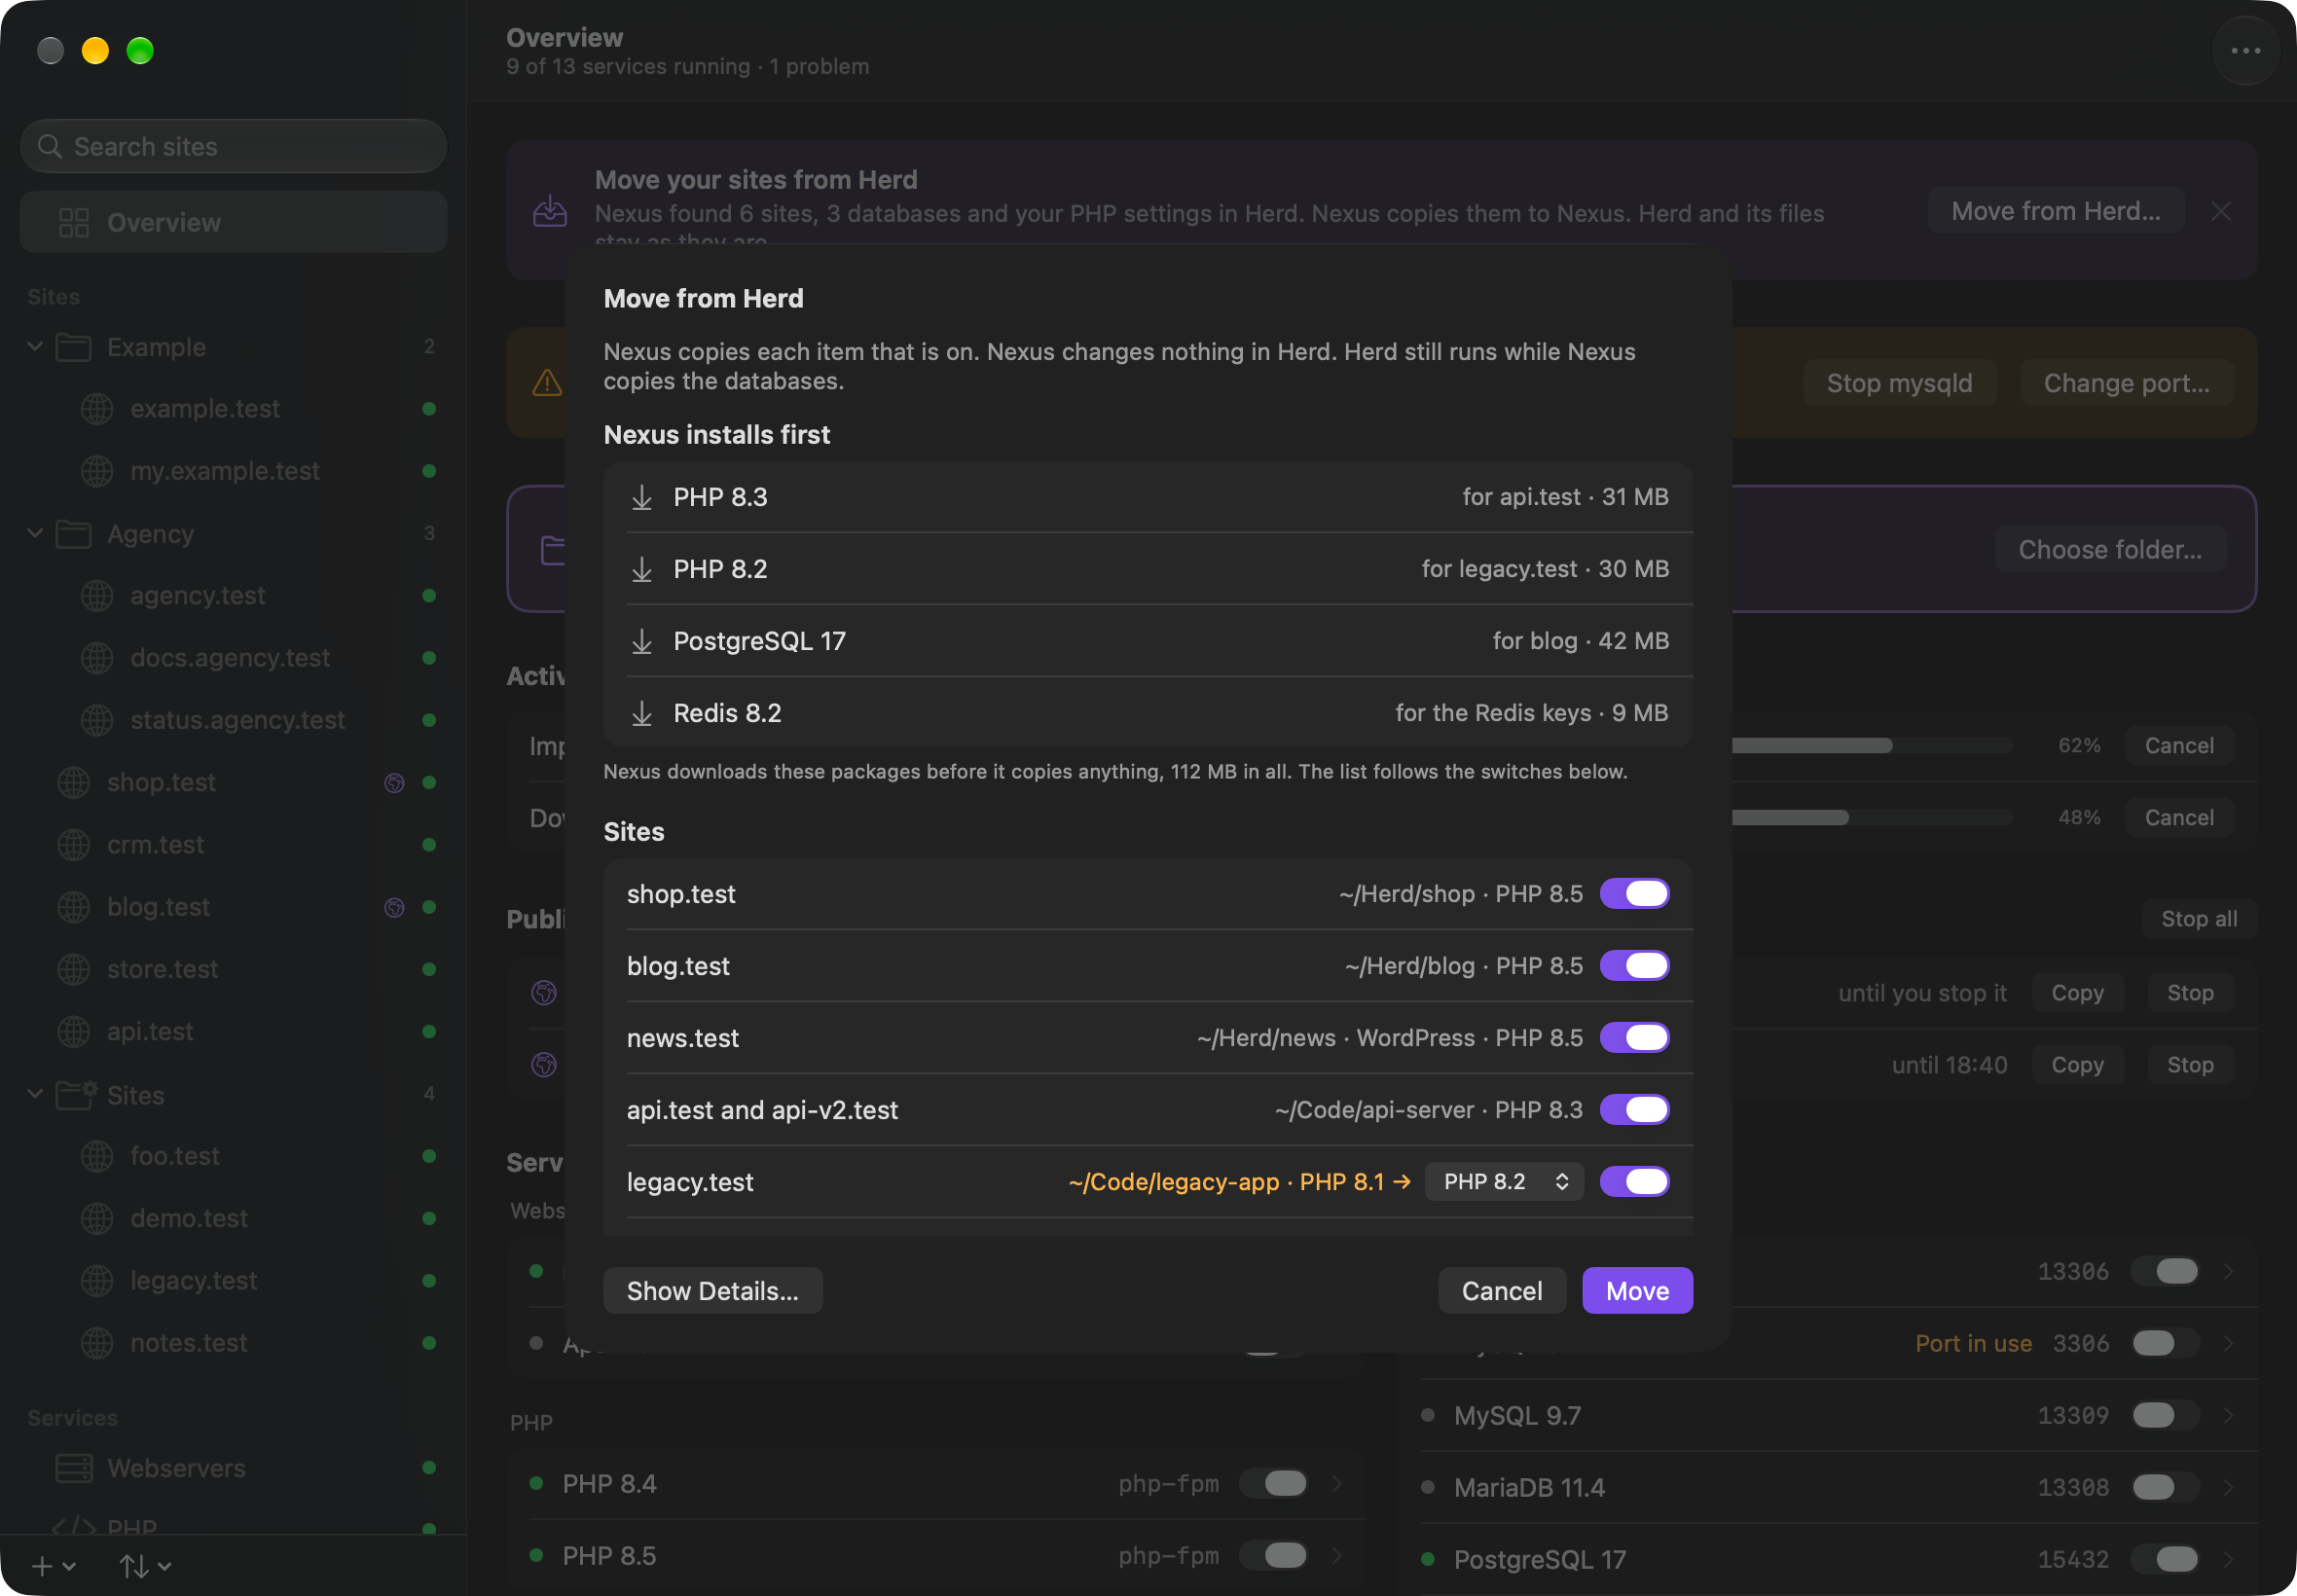 Overview
9 of 13 services running · 1 problem
Search sites
Overview
Sites
Example 2
example.test
my.example.test
Agency 3
agency.test
docs.agency.test
status.agency.test
shop.test
crm.test
blog.test
store.test
api.test
Sites 4
foo.test
demo.test
legacy.test
notes.test
Services
Webservers
PHP
Move your sites from Herd
Nexus found 6 sites, 3 databases and your PHP settings in Herd. Nexus copies them to Nexus. Herd and its files
stay as they are.
Move from Herd...
Stop mysqld
Change port...
Choose folder...
Move from Herd
Nexus copies each item that is on. Nexus changes nothing in Herd. Herd still runs while Nexus
copies the databases.
Nexus installs first
PHP 8.3 for api.test · 31 MB
PHP 8.2 for legacy.test · 30 MB
PostgreSQL 17 for blog · 42 MB
Redis 8.2 for the Redis keys · 9 MB
Nexus downloads these packages before it copies anything, 112 MB in all. The list follows the switches below.
Sites
shop.test ~/Herd/shop · PHP 8.5
blog.test ~/Herd/blog · PHP 8.5
news.test ~/Herd/news · WordPress · PHP 8.5
api.test and api-v2.test ~/Code/api-server · PHP 8.3
legacy.test ~/Code/legacy-app · PHP 8.1 → PHP 8.2
Show Details...
Cancel
Move
62% Cancel
48% Cancel
Stop all
until you stop it Copy Stop
until 18:40 Copy Stop
13306
Port in use 3306
MySQL 9.7 13309
MariaDB 11.4 13308
PostgreSQL 17 15432
PHP
PHP 8.4 php-fpm
PHP 8.5 php-fpm